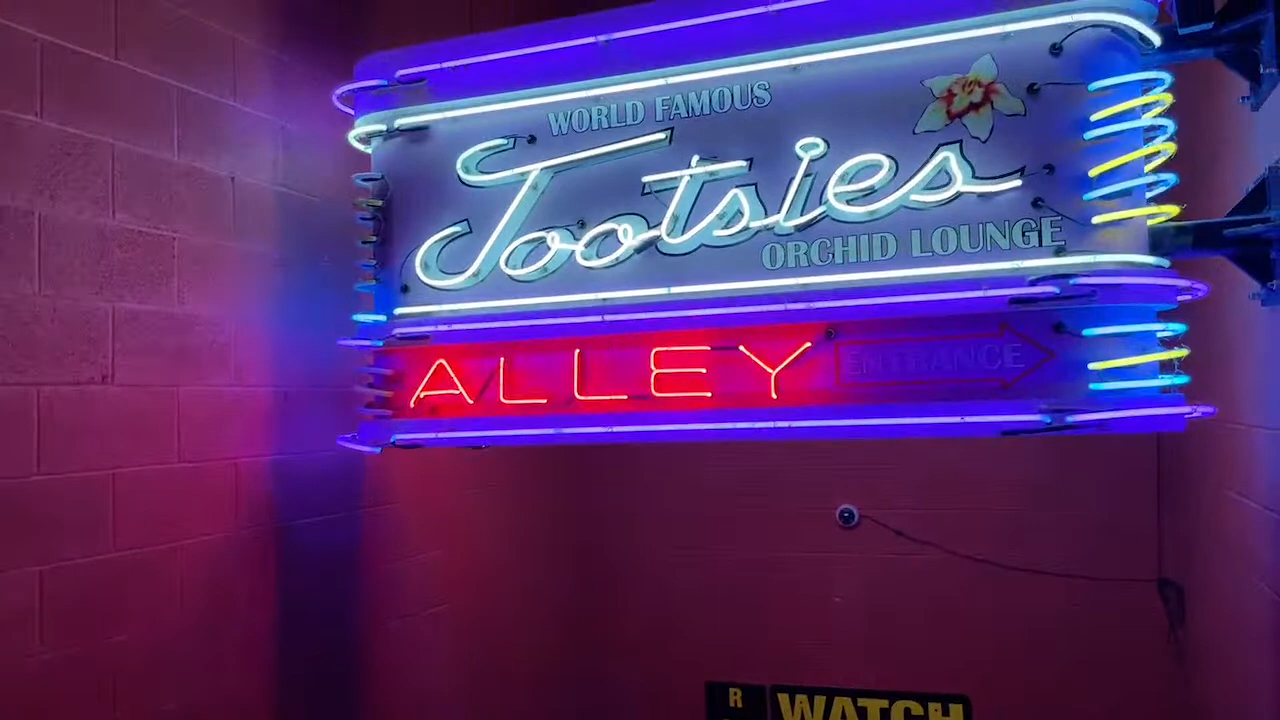 WORLD FAMOUS
Tootsies
ORCHID LOUNGE
ALLEY ENTRANCE
R WATCH